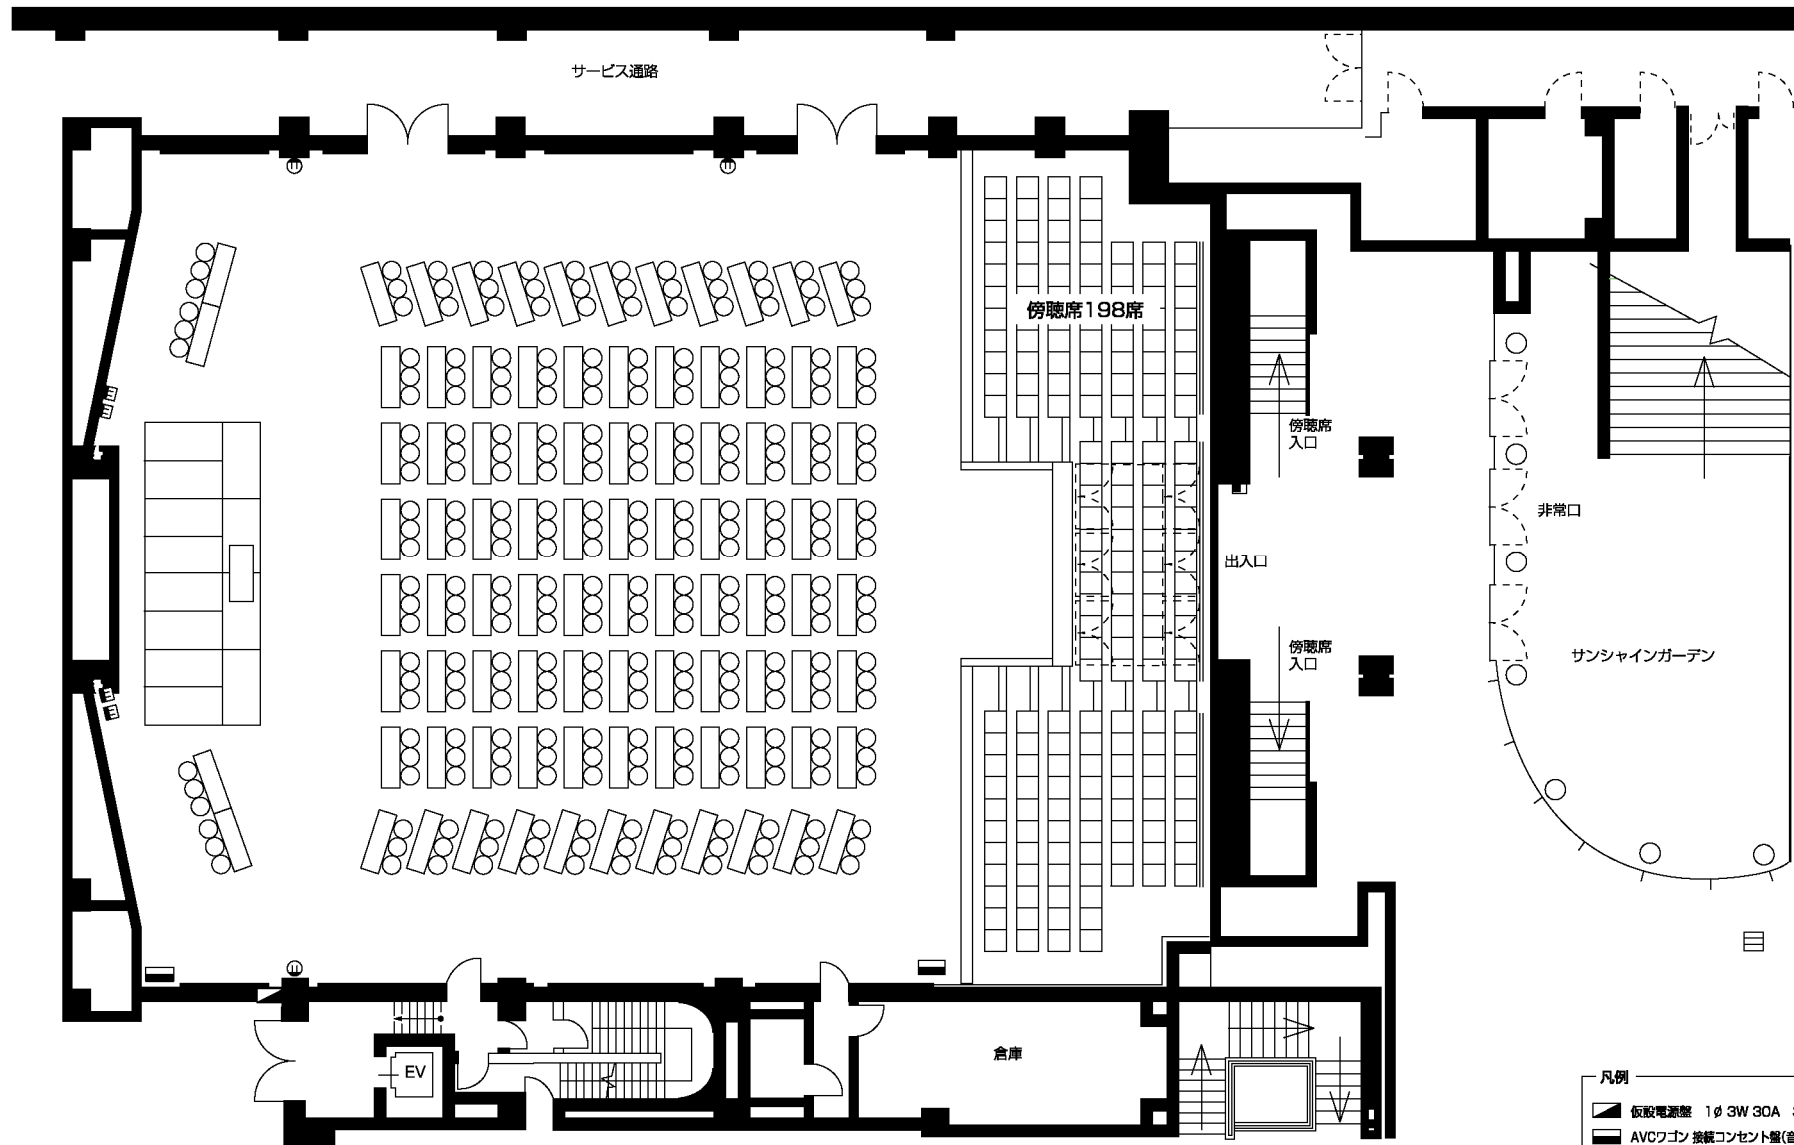 サービス通路
傍聴席198席
傍聴席
入口
非常口
出入口
傍聴席
入口
サンシャインガーデン
倉庫
EV
凡例
仮設電源盤 1φ 3W 30A
AVCワゴン 接続コンセント盤(音